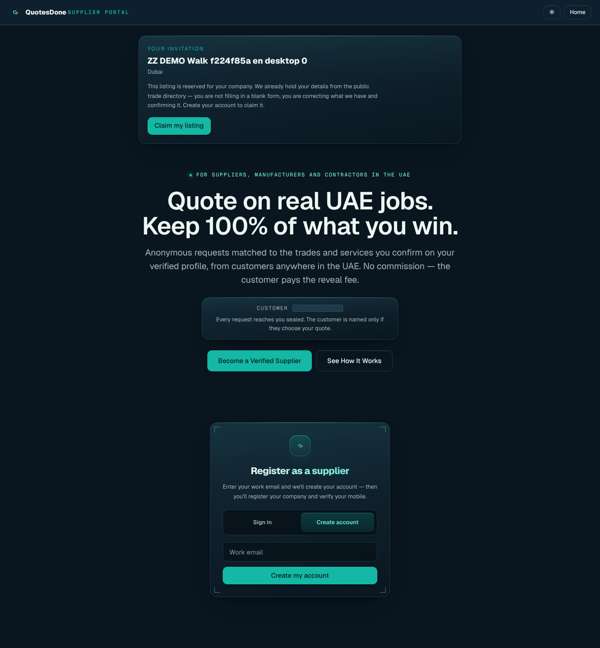 QuotesDone SUPPLIER PORTAL
Home
YOUR INVITATION
ZZ DEMO Walk f224f85a en desktop 0
Dubai
This listing is reserved for your company. We already hold your details from the public
trade directory — you are not filling in a blank form, you are correcting what we have and
confirming it. Create your account to claim it.
Claim my listing
FOR SUPPLIERS, MANUFACTURERS AND CONTRACTORS IN THE UAE
Quote on real UAE jobs.
Keep 100% of what you win.
Anonymous requests matched to the trades and services you confirm on your
verified profile, from customers anywhere in the UAE. No commission — the
customer pays the reveal fee.
CUSTOMER
Every request reaches you sealed. The customer is named only if
they choose your quote.
Become a Verified Supplier
See How It Works
Register as a supplier
Enter your work email and we'll create your account — then
you'll register your company and verify your mobile.
Sign in
Create account
Work email
Create my account